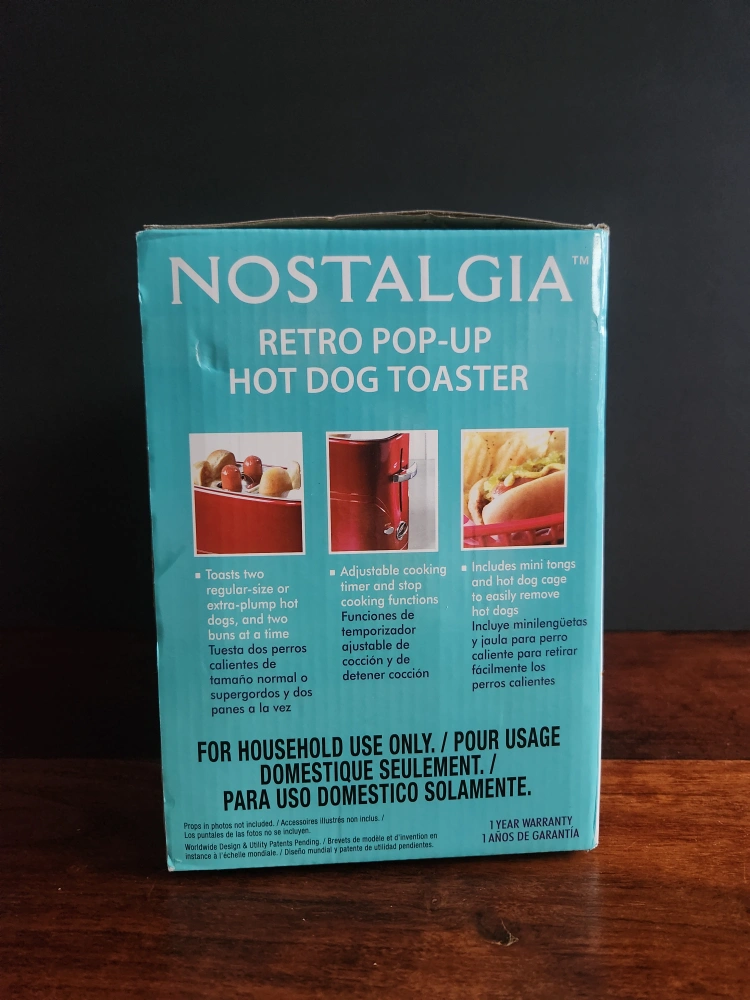 NOSTALGIA™
RETRO POP-UP
HOT DOG TOASTER
▪ Toasts two
regular-size or
extra-plump hot
dogs, and two
buns at a time
Tuesta dos perros
calientes de
tamaño normal o
supergordos y dos
panes a la vez
▪ Adjustable cooking
timer and stop
cooking functions
Funciones de
temporizador
ajustable de
cocción y de
detener cocción
▪ Includes mini tongs
and hot dog cage
to easily remove
hot dogs
Incluye minilengüetas
y jaula para perro
caliente para retirar
fácilmente los
perros calientes
FOR HOUSEHOLD USE ONLY. / POUR USAGE
DOMESTIQUE SEULEMENT. /
PARA USO DOMESTICO SOLAMENTE.
Props in photos not included. / Accessoires illustrés non inclus. /
Los puntales de las fotos no se incluyen.
Worldwide Design & Utility Patents Pending. / Brevets de modèle et d'invention en
instance à l'échelle mondiale. / Diseño mundial y patente de utilidad pendientes.
1 YEAR WARRANTY
1 AÑOS DE GARANTÍA